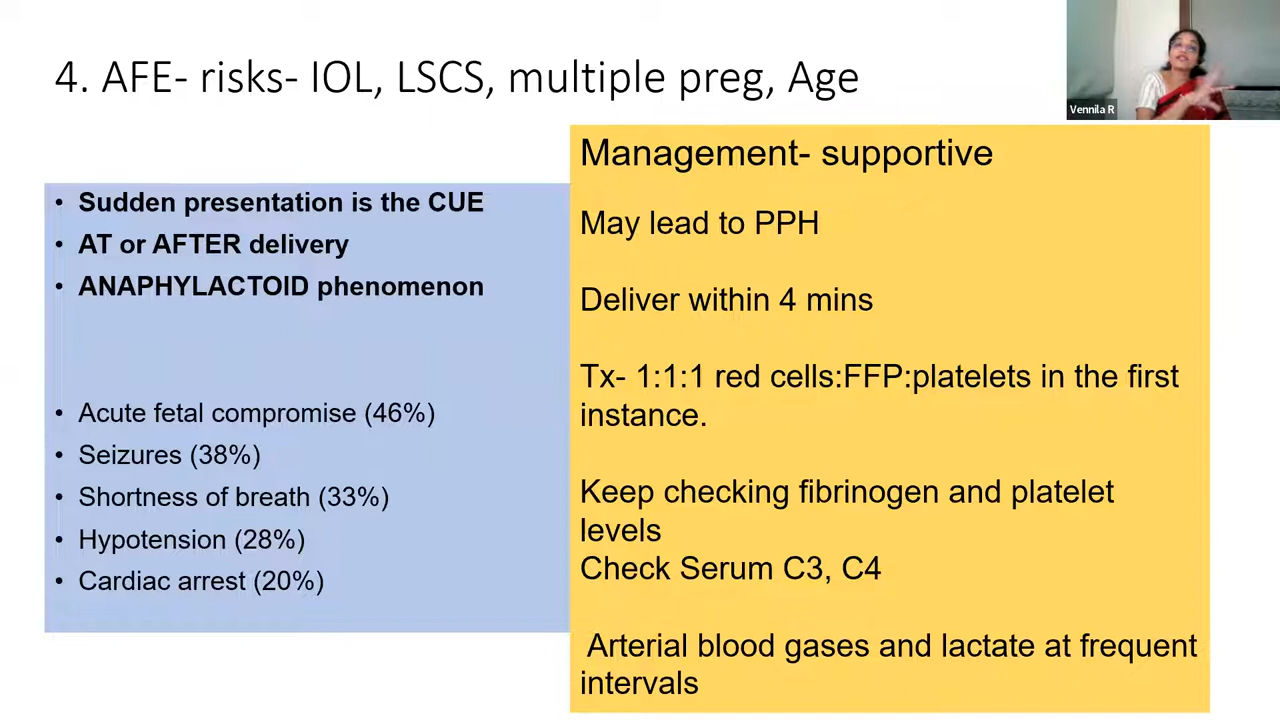 4. AFE- risks- IOL, LSCS, multiple preg, Age
Vennila R
• Sudden presentation is the CUE
• AT or AFTER delivery
• ANAPHYLACTOID phenomenon
• Acute fetal compromise (46%)
• Seizures (38%)
• Shortness of breath (33%)
• Hypotension (28%)
• Cardiac arrest (20%)
Management- supportive
May lead to PPH
Deliver within 4 mins
Tx- 1:1:1 red cells:FFP:platelets in the first
instance.
Keep checking fibrinogen and platelet
levels
Check Serum C3, C4
Arterial blood gases and lactate at frequent
intervals